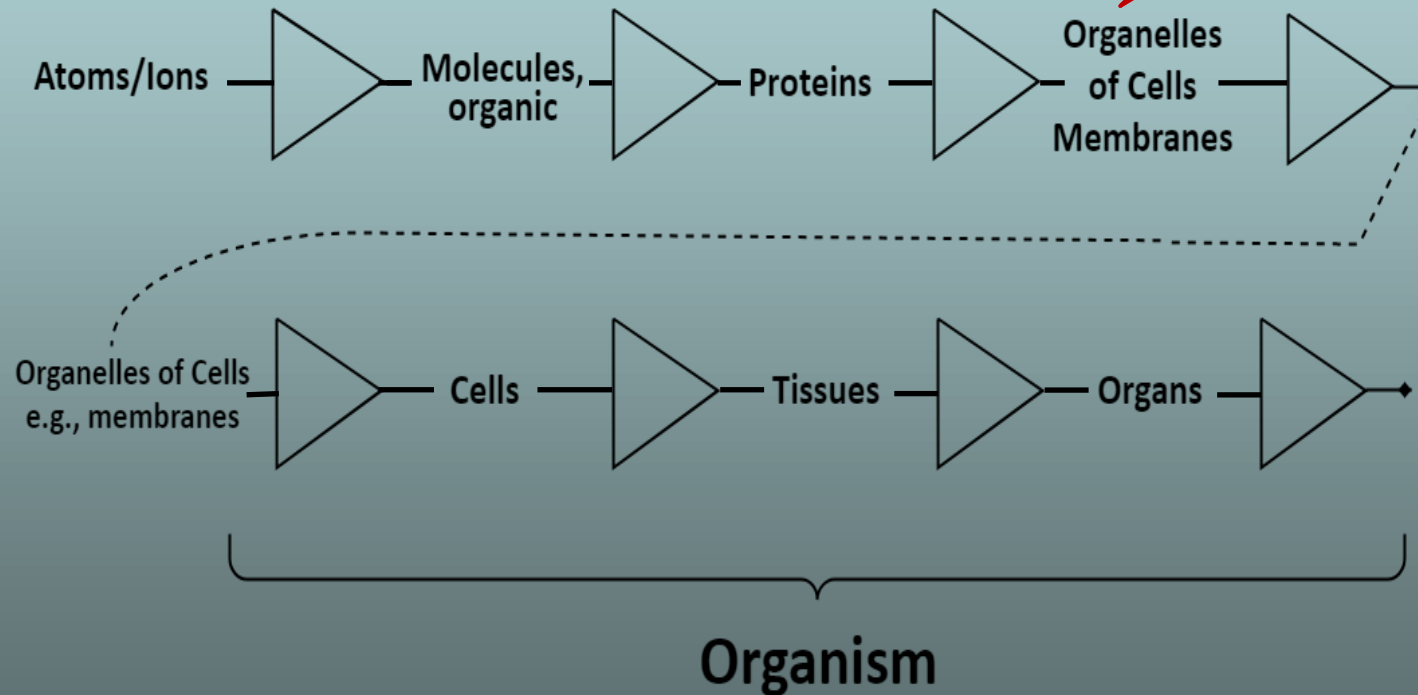 Atoms/Ions
Molecules,
organic
Proteins
Organelles
of Cells
Membranes
Organelles of Cells
e.g., membranes
Cells
Tissues
Organs
Organism